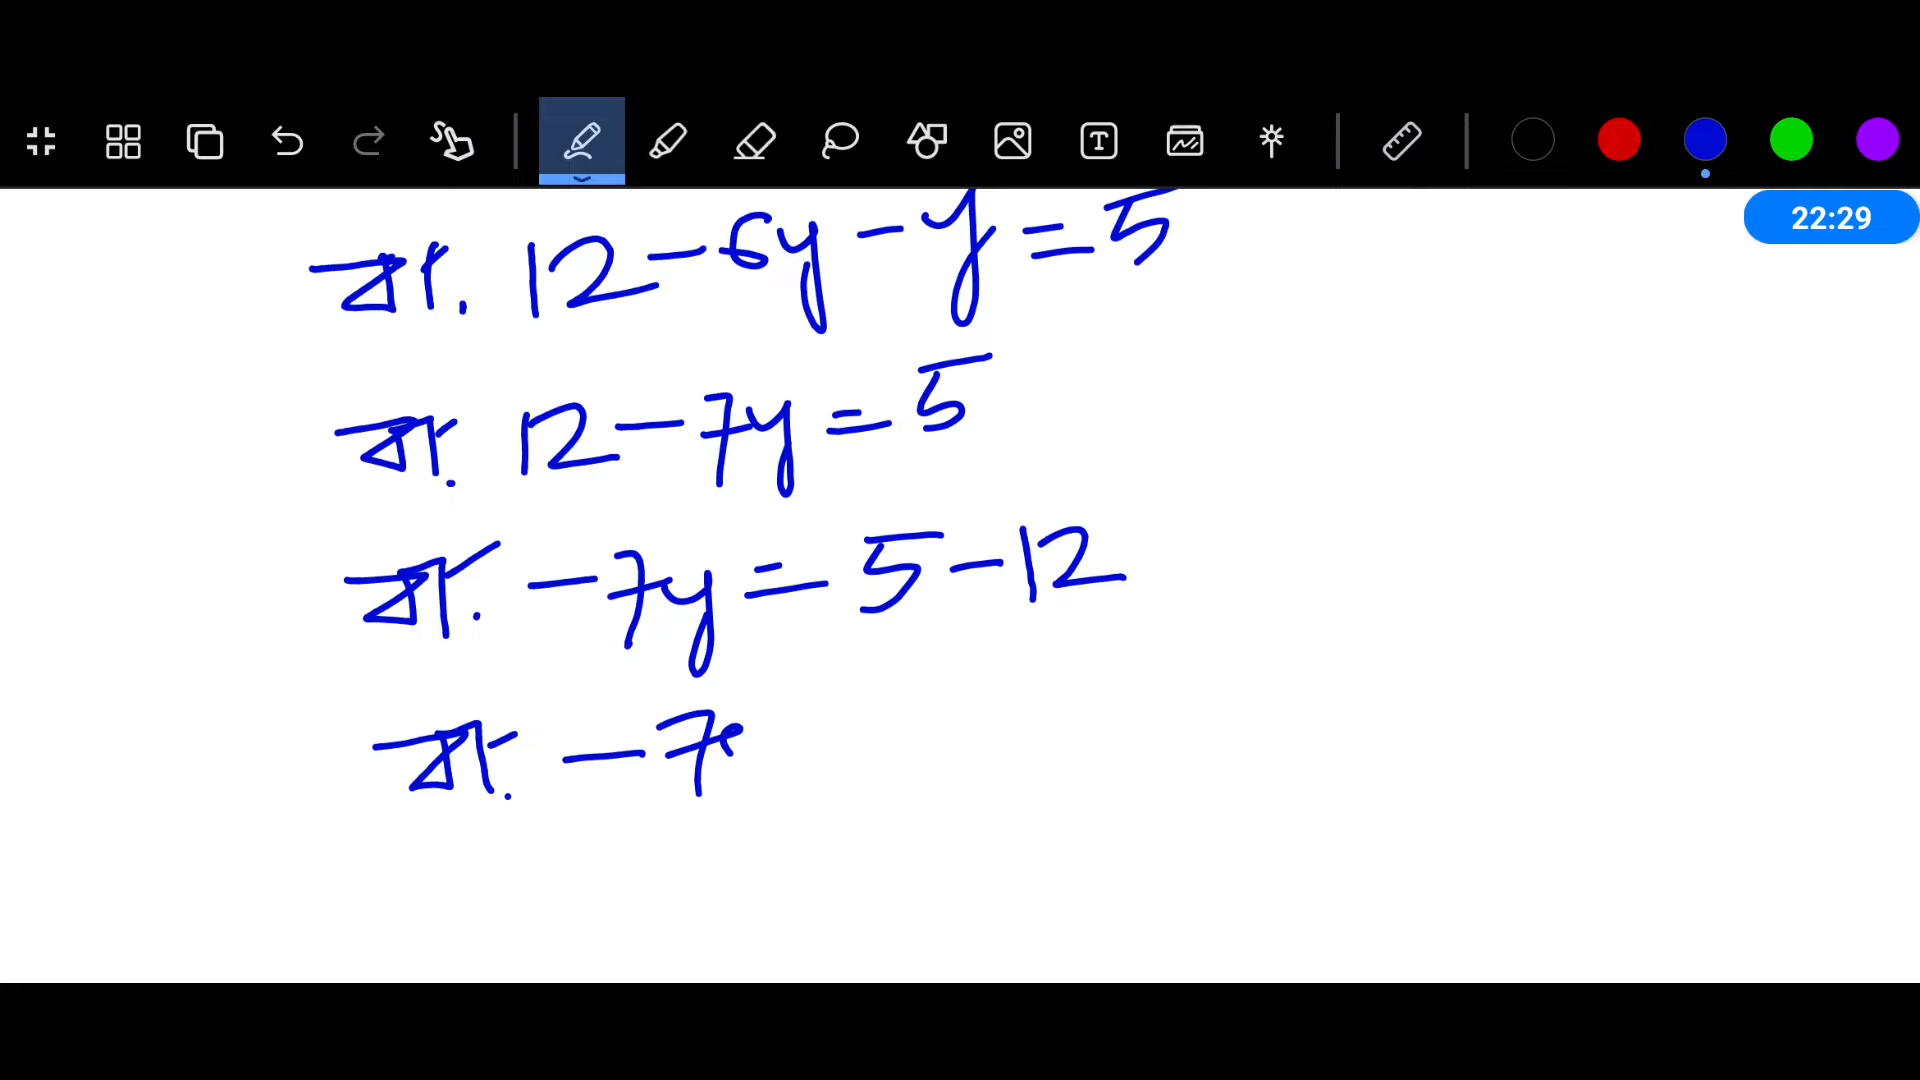 22:29
বা. 12 - 6y - y = 5
বা. 12 - 7y = 5
বা. - 7y = 5 - 12
বা. - 7